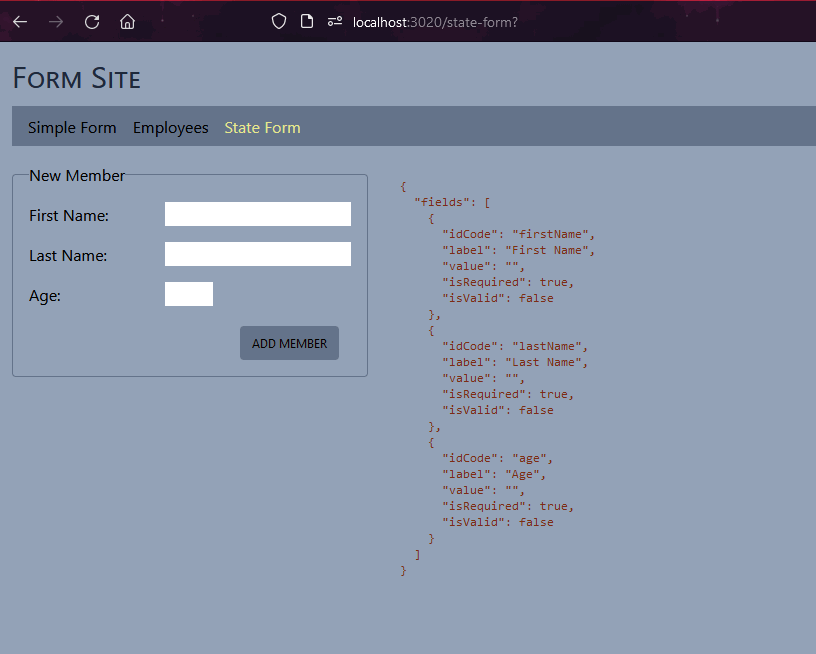 localhost:3020/state-form?
Form Site
Simple Form Employees State Form
New Member
First Name:
Last Name:
Age:
ADD MEMBER
{
  "fields": [
    {
      "idCode": "firstName",
      "label": "First Name",
      "value": "",
      "isRequired": true,
      "isValid": false
    },
    {
      "idCode": "lastName",
      "label": "Last Name",
      "value": "",
      "isRequired": true,
      "isValid": false
    },
    {
      "idCode": "age",
      "label": "Age",
      "value": "",
      "isRequired": true,
      "isValid": false
    }
  ]
}